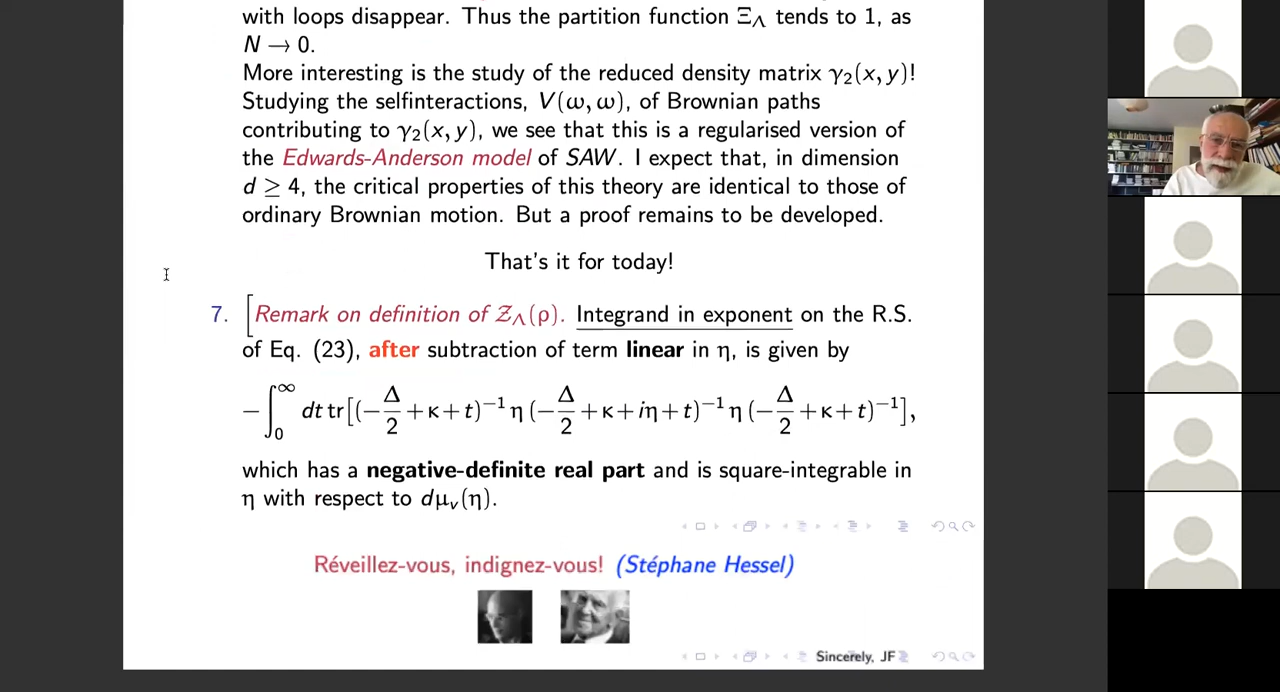 with loops disappear. Thus the partition function Ξ_Λ tends to 1, as
N → 0.
More interesting is the study of the reduced density matrix γ₂(x, y)!
Studying the selfinteractions, V(ω, ω), of Brownian paths
contributing to γ₂(x, y), we see that this is a regularised version of
the Edwards-Anderson model of SAW. I expect that, in dimension
d ≥ 4, the critical properties of this theory are identical to those of
ordinary Brownian motion. But a proof remains to be developed.
That's it for today!
7. [Remark on definition of 𝒵_Λ(ρ). Integrand in exponent on the R.S.
of Eq. (23), after subtraction of term linear in η, is given by
−∫₀^∞ dt tr[(−Δ/2 +κ+t)⁻¹ η (−Δ/2 +κ+iη+t)⁻¹ η (−Δ/2 +κ+t)⁻¹],
which has a negative-definite real part and is square-integrable in
η with respect to dμ_v(η).
Réveillez-vous, indignez-vous! (Stéphane Hessel)
Sincerely, JF